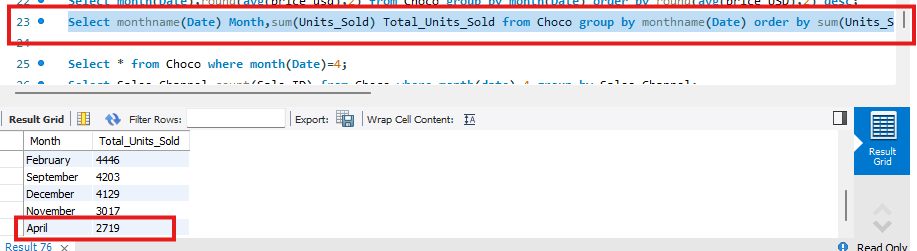 22 Select month(Date),round(avg(price_usd),2) from Choco group by month(Date) order by round(avg(price_USD),2) desc;
23 Select monthname(Date) Month,sum(Units_Sold) Total_Units_Sold from Choco group by monthname(Date) order by sum(Units_S
24
25 Select * from Choco where month(Date)=4;
26 Select Sales_Channel,count(Sale_ID) from Choco where month(date)=4 group by Sales_Channel;
Result Grid Filter Rows: Export: Wrap Cell Content: IA
Month Total_Units_Sold
February 4446
September 4203
December 4129
November 3017
April 2719
Result
Grid
Result 76 × Read Only